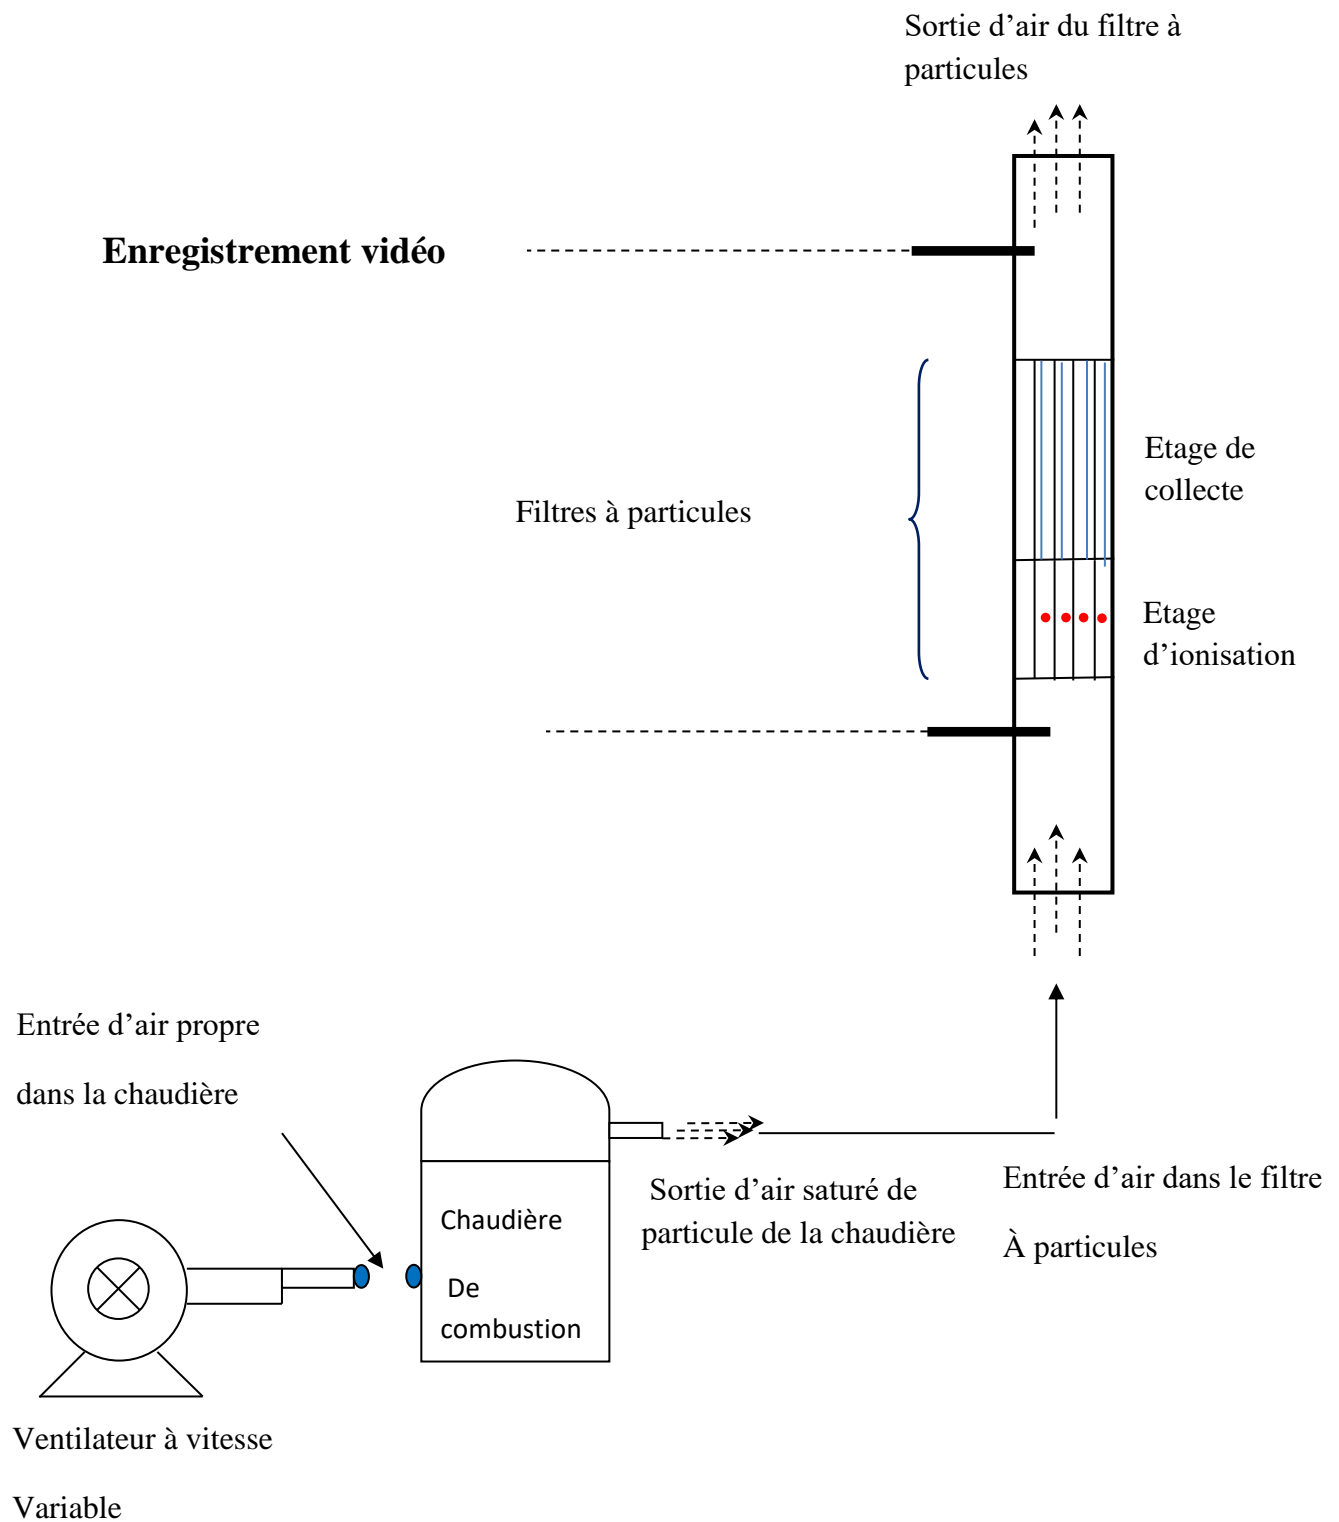 Sortie d’air du filtre à
particules
Enregistrement vidéo
Etage de
collecte
Filtres à particules
Etage
d’ionisation
Entrée d’air propre
dans la chaudière
Sortie d’air saturé de
particule de la chaudière
Entrée d’air dans le filtre
À particules
Chaudière
De
combustion
Ventilateur à vitesse
Variable